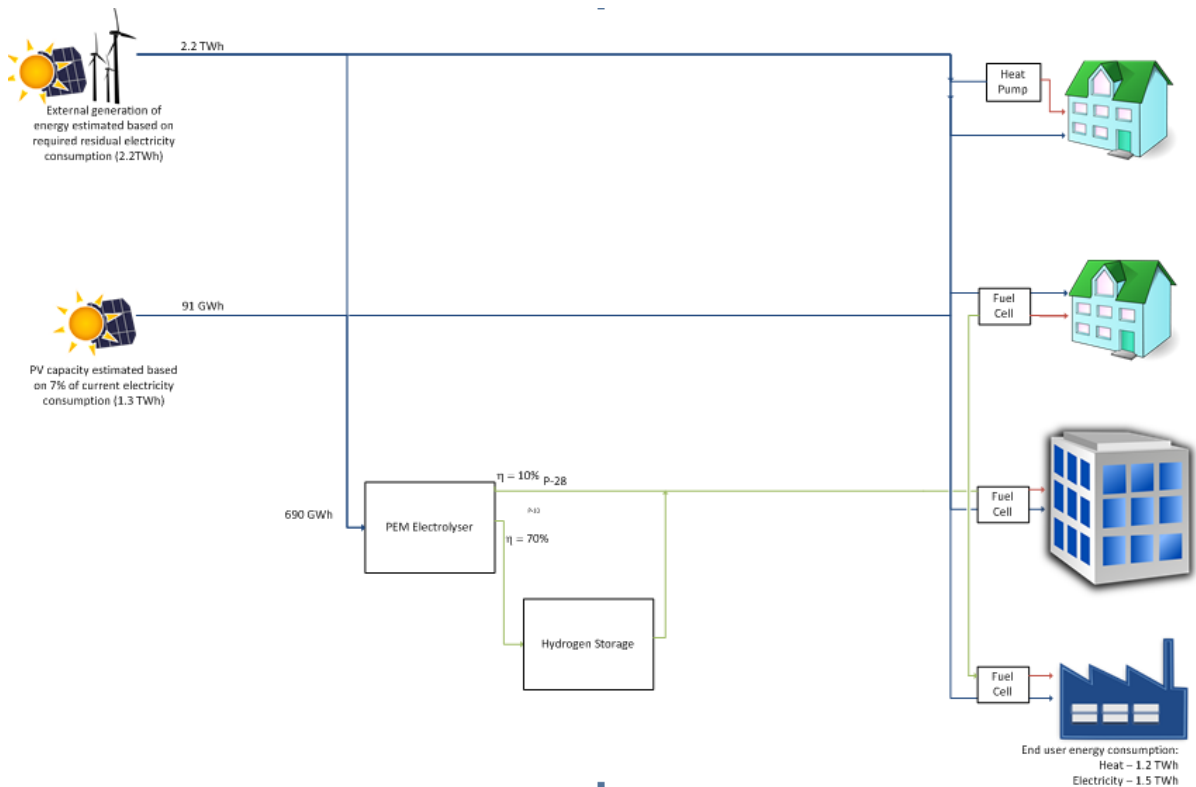 2.2 TWh
External generation of
energy estimated based on
required residual electricity
consumption (2.2TWh)
Heat
Pump
91 GWh
PV capacity estimated based
on 7% of current electricity
consumption (1.3 TWh)
Fuel
Cell
η = 10% P-28
690 GWh
PEM Electrolyser
η = 70%
Fuel
Cell
Hydrogen Storage
Fuel
Cell
End user energy consumption:
Heat – 1.2 TWh
Electricity – 1.5 TWh